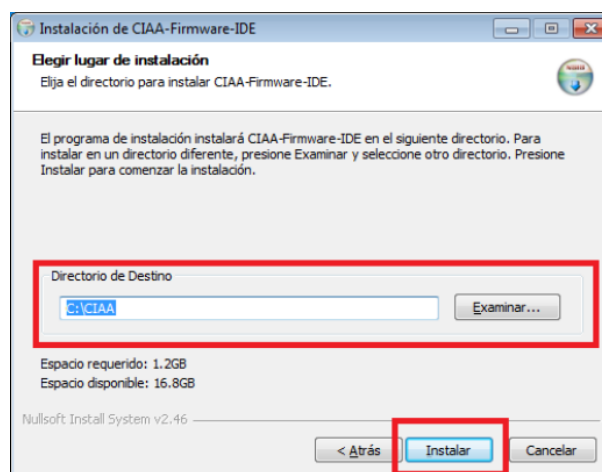 Instalación de CIAA-Firmware-IDE
Elegir lugar de instalación
Elija el directorio para instalar CIAA-Firmware-IDE.
El programa de instalación instalará CIAA-Firmware-IDE en el siguiente directorio. Para
instalar en un directorio diferente, presione Examinar y seleccione otro directorio. Presione
Instalar para comenzar la instalación.
Directorio de Destino
C:\CIAA
Examinar...
Espacio requerido: 1.2GB
Espacio disponible: 16.8GB
Nullsoft Install System v2.46
< Atrás
Instalar
Cancelar